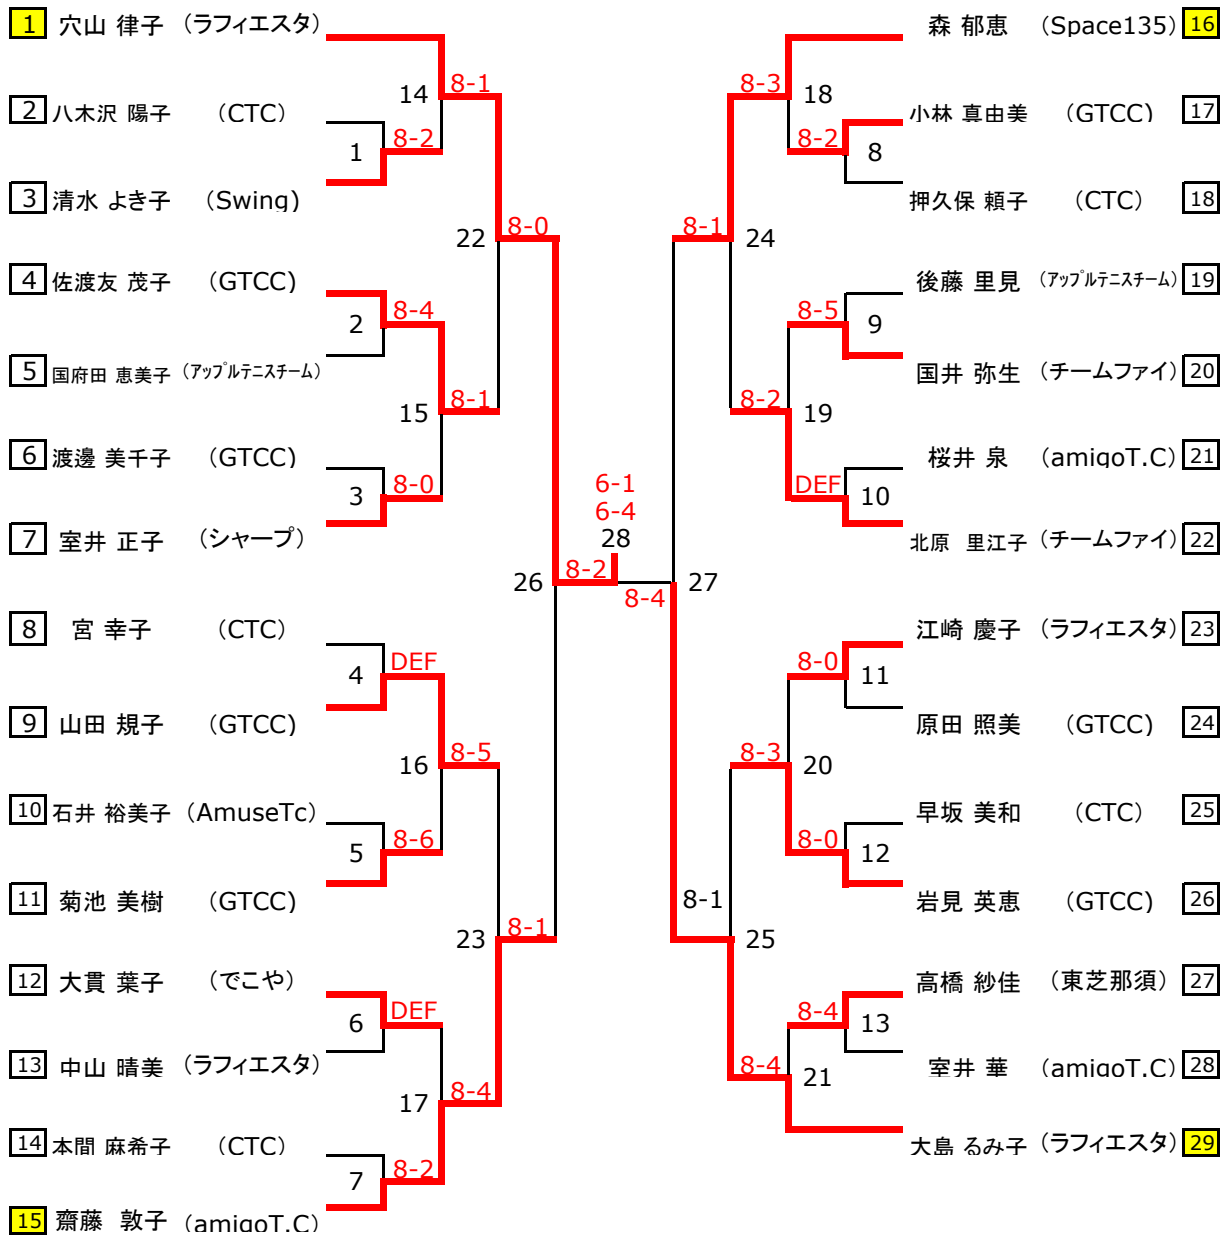 1 穴山 律子 (ラフィエスタ)
8-1
14
2 八木沢 陽子 (CTC)
8-2
1
3 清水 よき子 (Swing)
8-0
22
4 佐渡友 茂子 (GTCC)
8-4
2
5 国府田 恵美子 (アップルテニスチーム)
8-1
15
6 渡邊 美千子 (GTCC)
8-0
3
7 室井 正子 (シャープ)
26
8 宮 幸子 (CTC)
DEF
4
9 山田 規子 (GTCC)
8-5
16
10 石井 裕美子 (AmuseTc)
8-6
5
11 菊池 美樹 (GTCC)
8-1
23
12 大貫 葉子 (でこや)
DEF
6
13 中山 晴美 (ラフィエスタ)
8-4
17
14 本間 麻希子 (CTC)
8-2
7
15 齋藤 敦子 (amigoT.C)
6-1
6-4
28
8-2
8-4
森 郁恵 (Space135) 16
8-3
18
小林 真由美 (GTCC) 17
8-2
8
押久保 頼子 (CTC) 18
8-1
24
後藤 里見 (アップルテニスチーム) 19
8-5
9
国井 弥生 (チームファイ) 20
8-2
19
桜井 泉 (amigoT.C) 21
DEF
10
北原 里江子 (チームファイ) 22
27
江崎 慶子 (ラフィエスタ) 23
8-0
11
原田 照美 (GTCC) 24
8-3
20
早坂 美和 (CTC) 25
8-0
12
岩見 英恵 (GTCC) 26
8-1
25
高橋 紗佳 (東芝那須) 27
8-4
13
室井 華 (amigoT.C) 28
8-4
21
大島 るみ子 (ラフィエスタ) 29